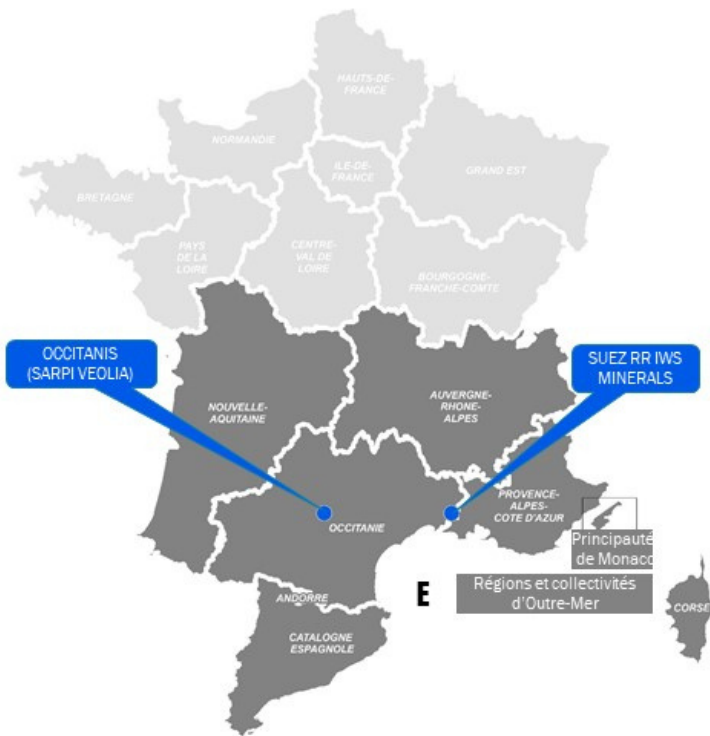 HAUTS-DE-
FRANCE
NORMANDIE
ILE-DE-
FRANCE
GRAND EST
BRETAGNE
PAYS
DE LA
LOIRE
CENTRE-
VAL DE
LOIRE
BOURGOGNE-
FRANCHE-COMTE
OCCITANIS
(SARPI VEOLIA)
SUEZ RR IWS
MINERALS
NOUVELLE-
AQUITAINE
AUVERGNE-
RHONE-
ALPES
PROVENCE-
ALPES-
COTE D'AZUR
OCCITANIE
Principauté
de Monaco
Régions et collectivités
d'Outre-Mer
E
ANDORRE
CORSE
CATALOGNE
ESPAGNOLE